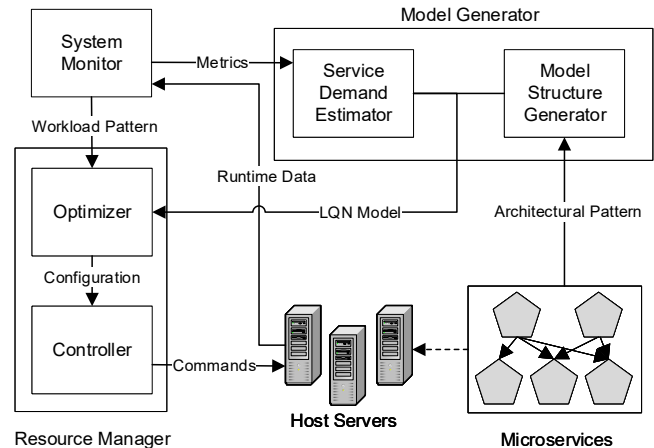 Model Generator
System
Monitor
Metrics
Service
Demand
Estimator
Model
Structure
Generator
Workload Pattern
Runtime Data
Optimizer
LQN Model
Architectural Pattern
Configuration
Controller
Commands
Host Servers
Resource Manager
Microservices